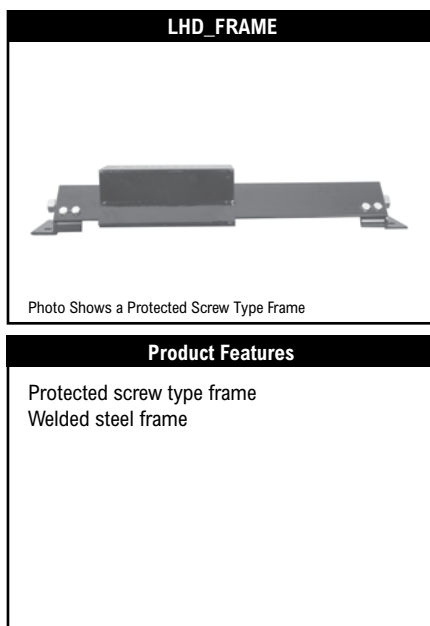 LHD_FRAME
Photo Shows a Protected Screw Type Frame
Product Features
Protected screw type frame
Welded steel frame